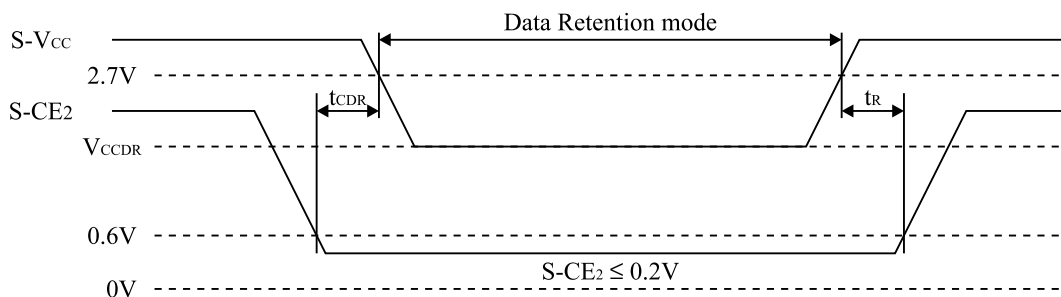 Data Retention mode
S-VCC
2.7V
tCDR
tR
S-CE2
VCCDR
0.6V
S-CE2 ≤ 0.2V
0V